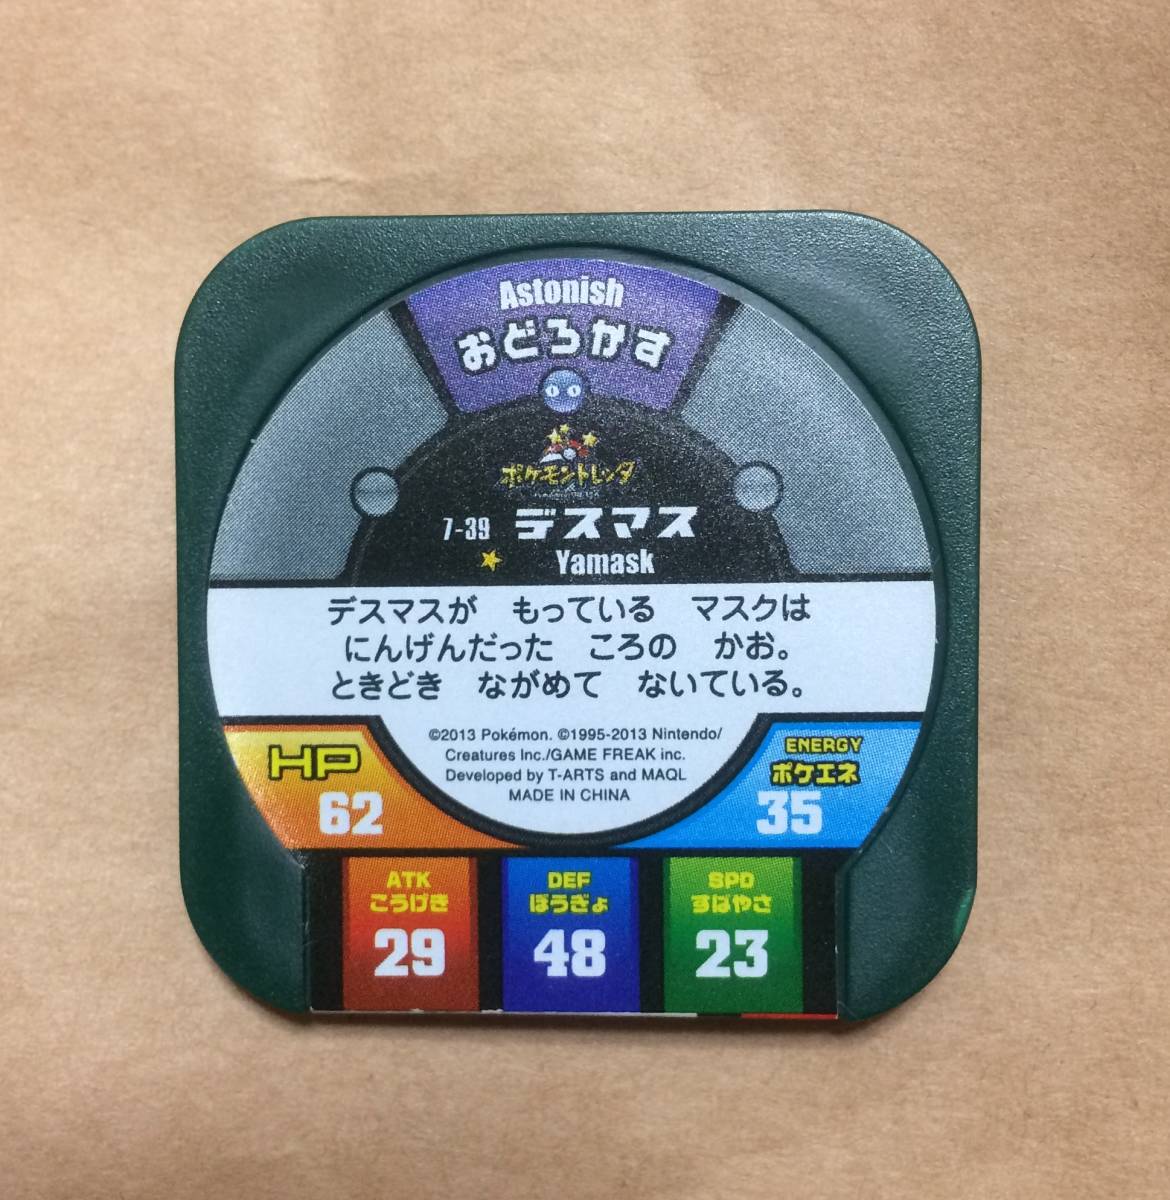 Astonish
おどろかす
ポケモントレッタ
7-39 デスマス
Yamask
デスマスが もっている マスクは
にんげんだった ころの かお。
ときどき ながめて ないている。
©2013 Pokémon. ©1995-2013 Nintendo/
Creatures Inc./GAME FREAK inc.
Developed by T-ARTS and MAQL
MADE IN CHINA
HP
62
ENERGY
ポケエネ
35
ATK
こうげき
29
DEF
ぼうぎょ
48
SPD
すばやさ
23